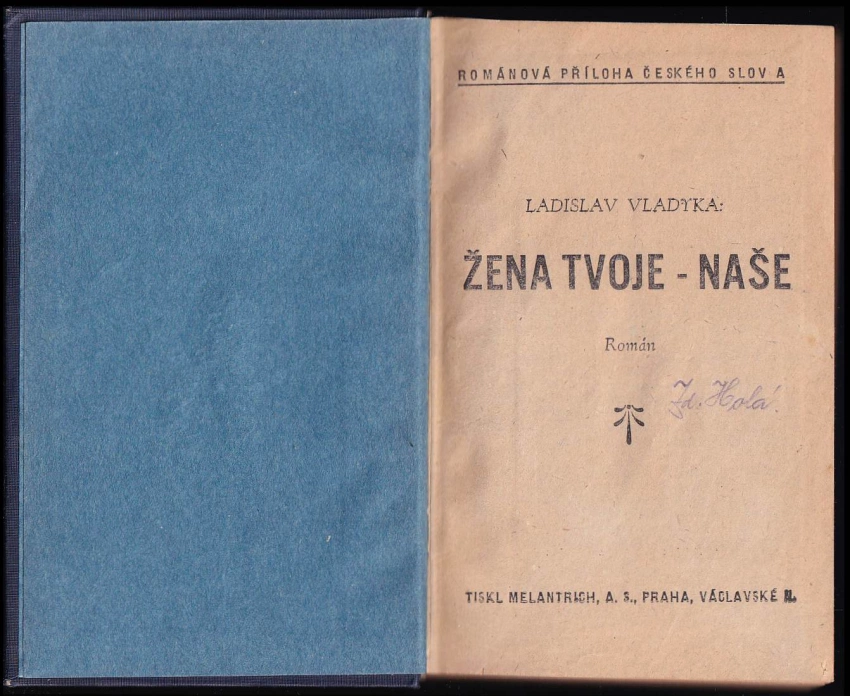 ROMÁNOVÁ PŘÍLOHA ČESKÉHO SLOVA
LADISLAV VLADYKA:
ŽENA TVOJE - NAŠE
Román
Zd. Holá
TISKL MELANTRICH, A. S., PRAHA, VÁCLAVSKÉ N.